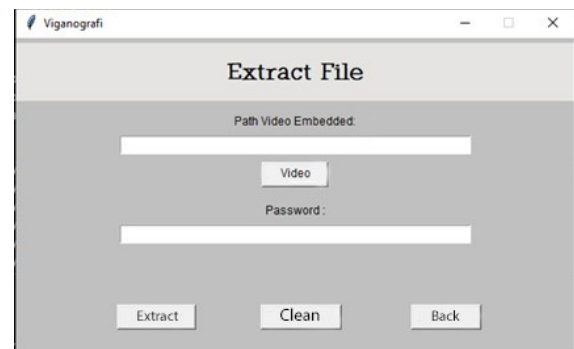 Viganografi
Extract File
Path Video Embedded:
Video
Password :
Extract Clean Back